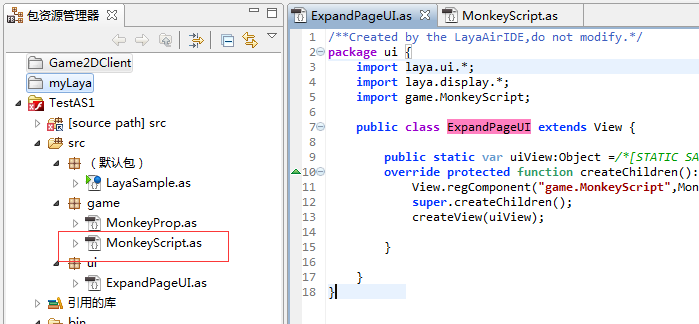 包资源管理器
Game2DClient
myLaya
TestAS1
[source path] src
src
（默认包）
LayaSample.as
game
MonkeyProp.as
MonkeyScript.as
ui
ExpandPageUI.as
引用的库
bin
ExpandPageUI.as
MonkeyScript.as
1 /**Created by the LayaAirIDE,do not modify.*/
2 package ui {
3 import laya.ui.*;
4 import laya.display.*;
5 import game.MonkeyScript;
6
7 public class ExpandPageUI extends View {
8
9 public static var uiView:Object =/*[STATIC SA
10 override protected function createChildren():
11 View.regComponent("game.MonkeyScript",Mon
12 super.createChildren();
13 createView(uiView);
14
15 }
16
17 }
18 }